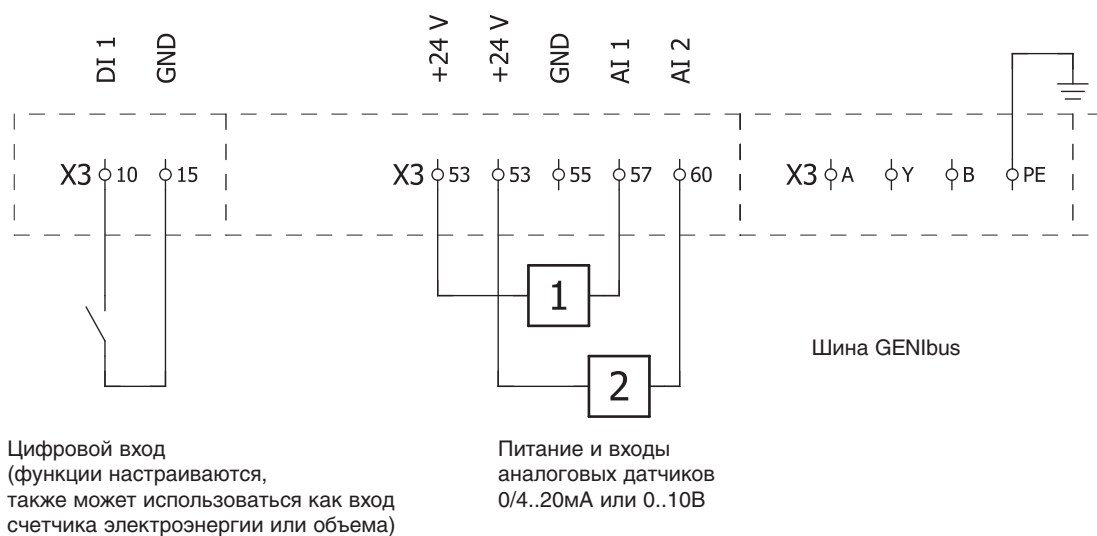 DI 1 GND +24 V +24 V GND AI 1 AI 2
X3 10 15 X3 53 53 55 57 60 X3 A Y B PE
1
2
Шина GENIbus
Цифровой вход
(функции настраиваются,
также может использоваться как вход
счетчика электроэнергии или объема)
Питание и входы
аналоговых датчиков
0/4..20мА или 0..10В